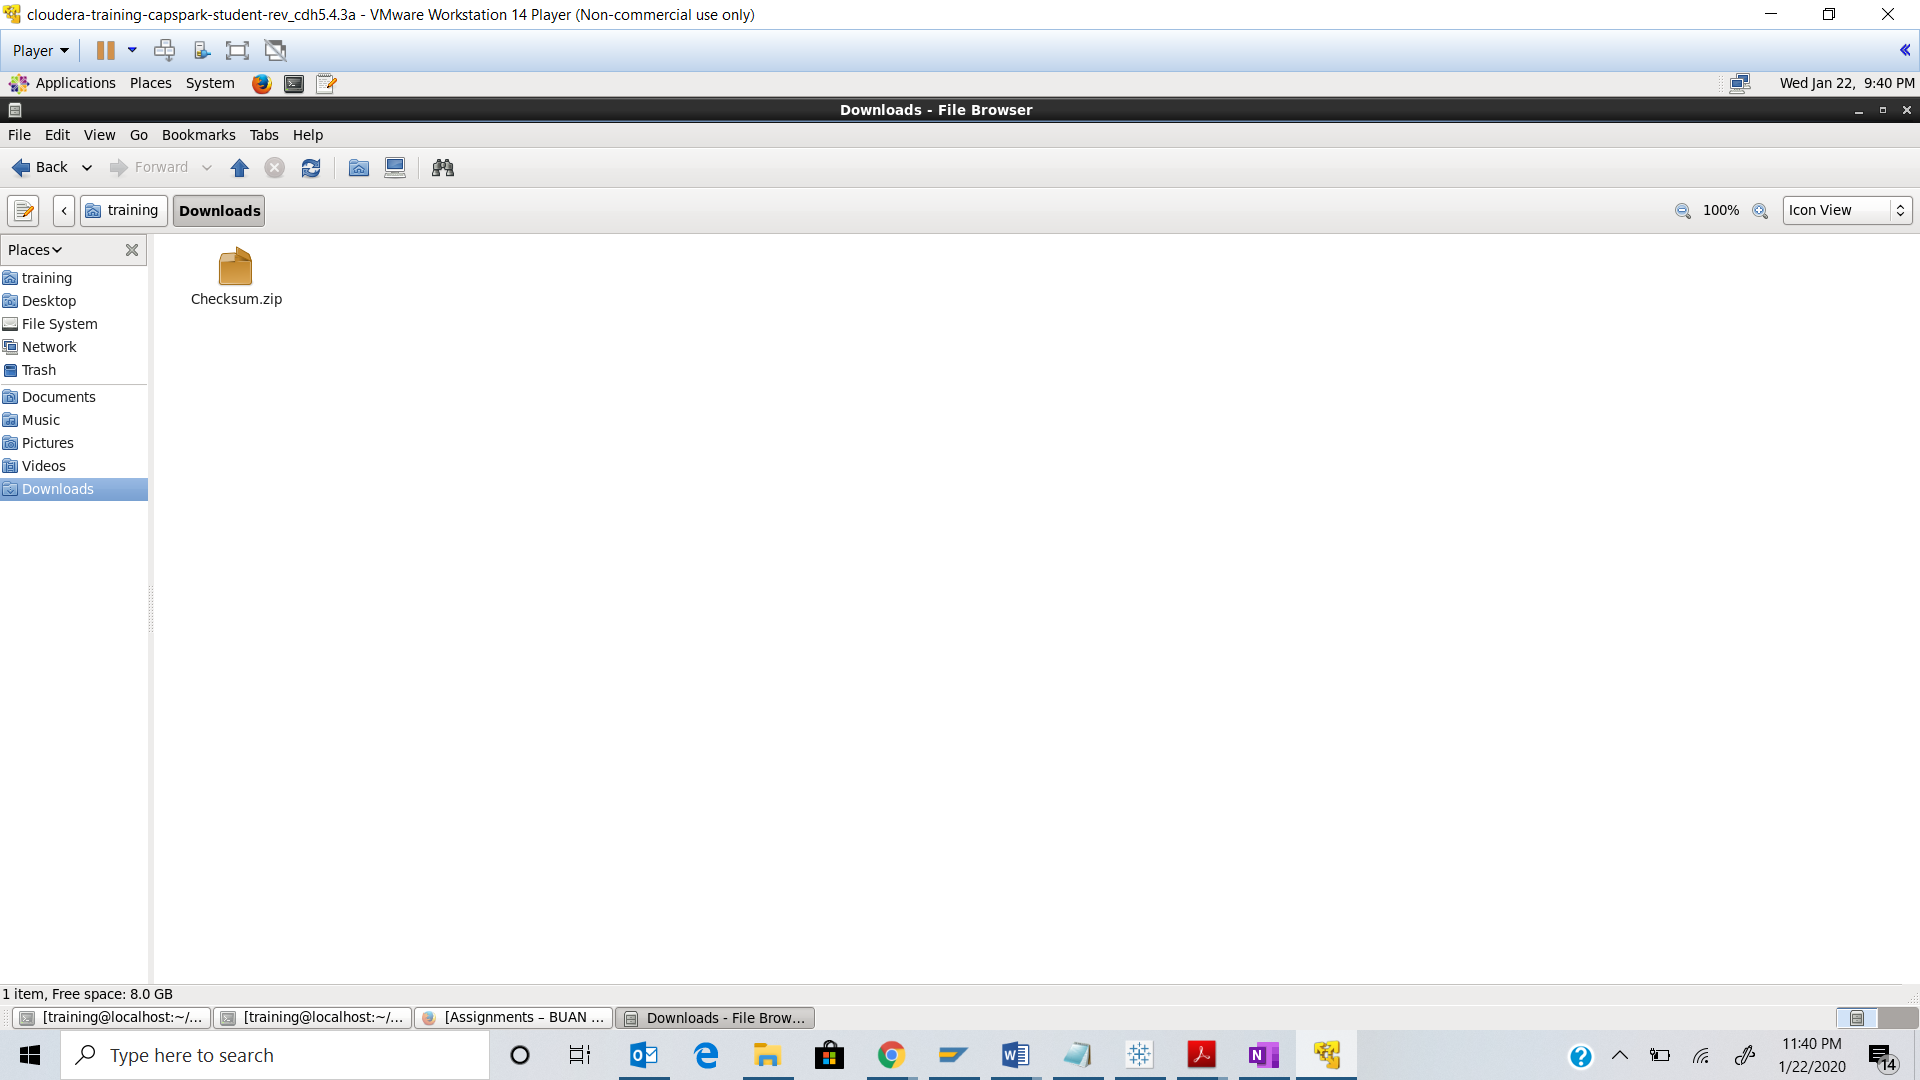 cloudera-training-capspark-student-rev_cdh5.4.3a - VMware Workstation 14 Player (Non-commercial use only)
Player
Applications Places System Wed Jan 22, 9:40 PM
Downloads - File Browser
File Edit View Go Bookmarks Tabs Help
Back Forward
training Downloads 100% Icon View
Places
training
Desktop
File System
Network
Trash
Documents
Music
Pictures
Videos
Downloads
Checksum.zip
1 item, Free space: 8.0 GB
[training@localhost:~/... [training@localhost:~/... [Assignments – BUAN ... Downloads - File Brow...
Type here to search
11:40 PM
1/22/2020
14